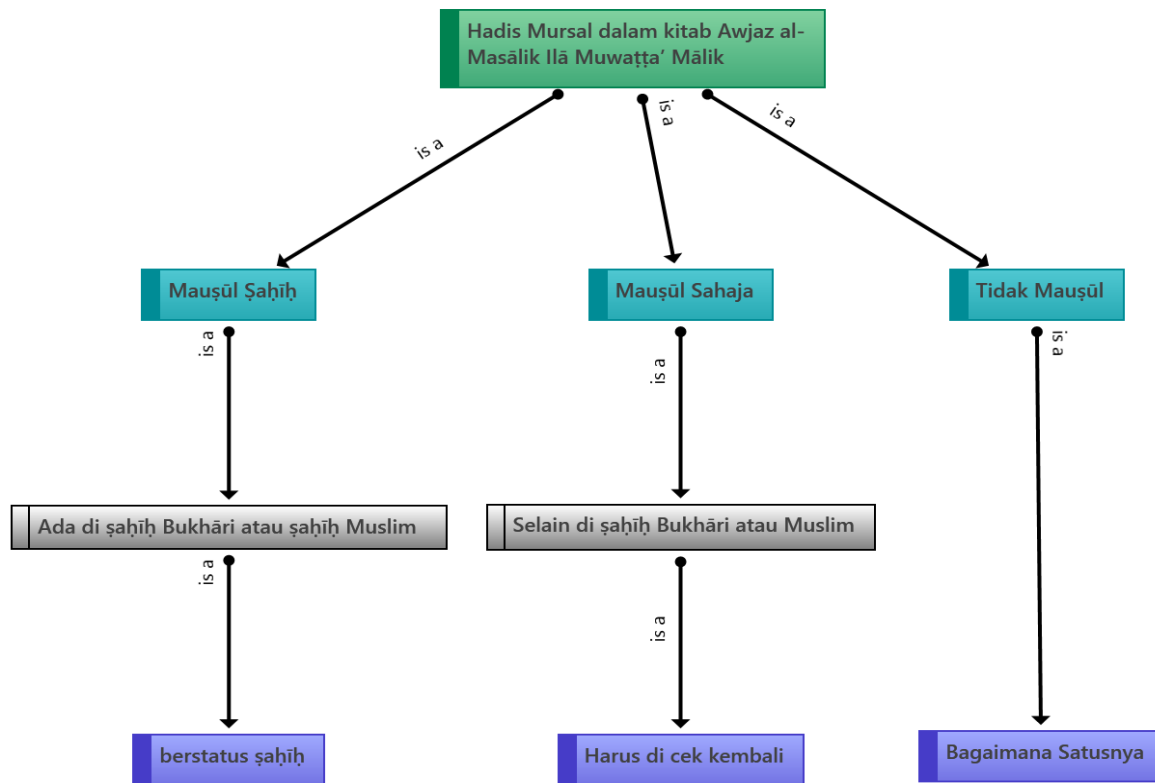 Hadis Mursal dalam kitab Awjaz al-
Masālik Ilā Muwaṭṭa’ Mālik
is a
is a
is a
Mauṣūl Ṣaḥīḥ
Mauṣūl Sahaja
Tidak Mauṣūl
is a
is a
is a
Ada di ṣaḥīḥ Bukhāri atau ṣaḥīḥ Muslim
Selain di ṣaḥīḥ Bukhāri atau Muslim
is a
is a
berstatus ṣaḥīḥ
Harus di cek kembali
Bagaimana Satusnya